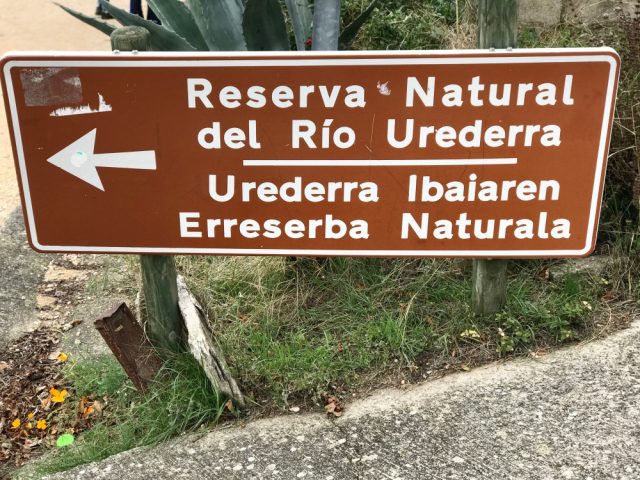 Reserva Natural
del Río Urederra
Urederra Ibaiaren
Erreserba Naturala